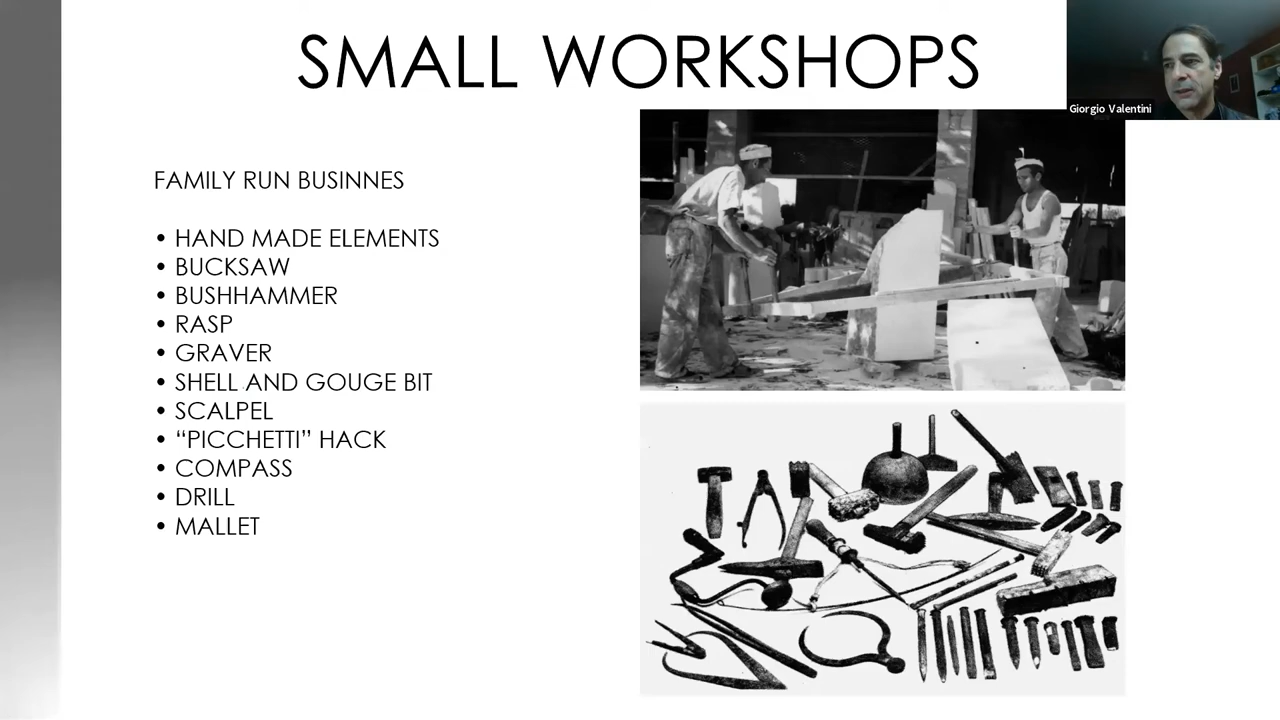 SMALL WORKSHOPS
Giorgio Valentini
FAMILY RUN BUSINNES
• HAND MADE ELEMENTS
• BUCKSAW
• BUSHHAMMER
• RASP
• GRAVER
• SHELL AND GOUGE BIT
• SCALPEL
• “PICCHETTI” HACK
• COMPASS
• DRILL
• MALLET